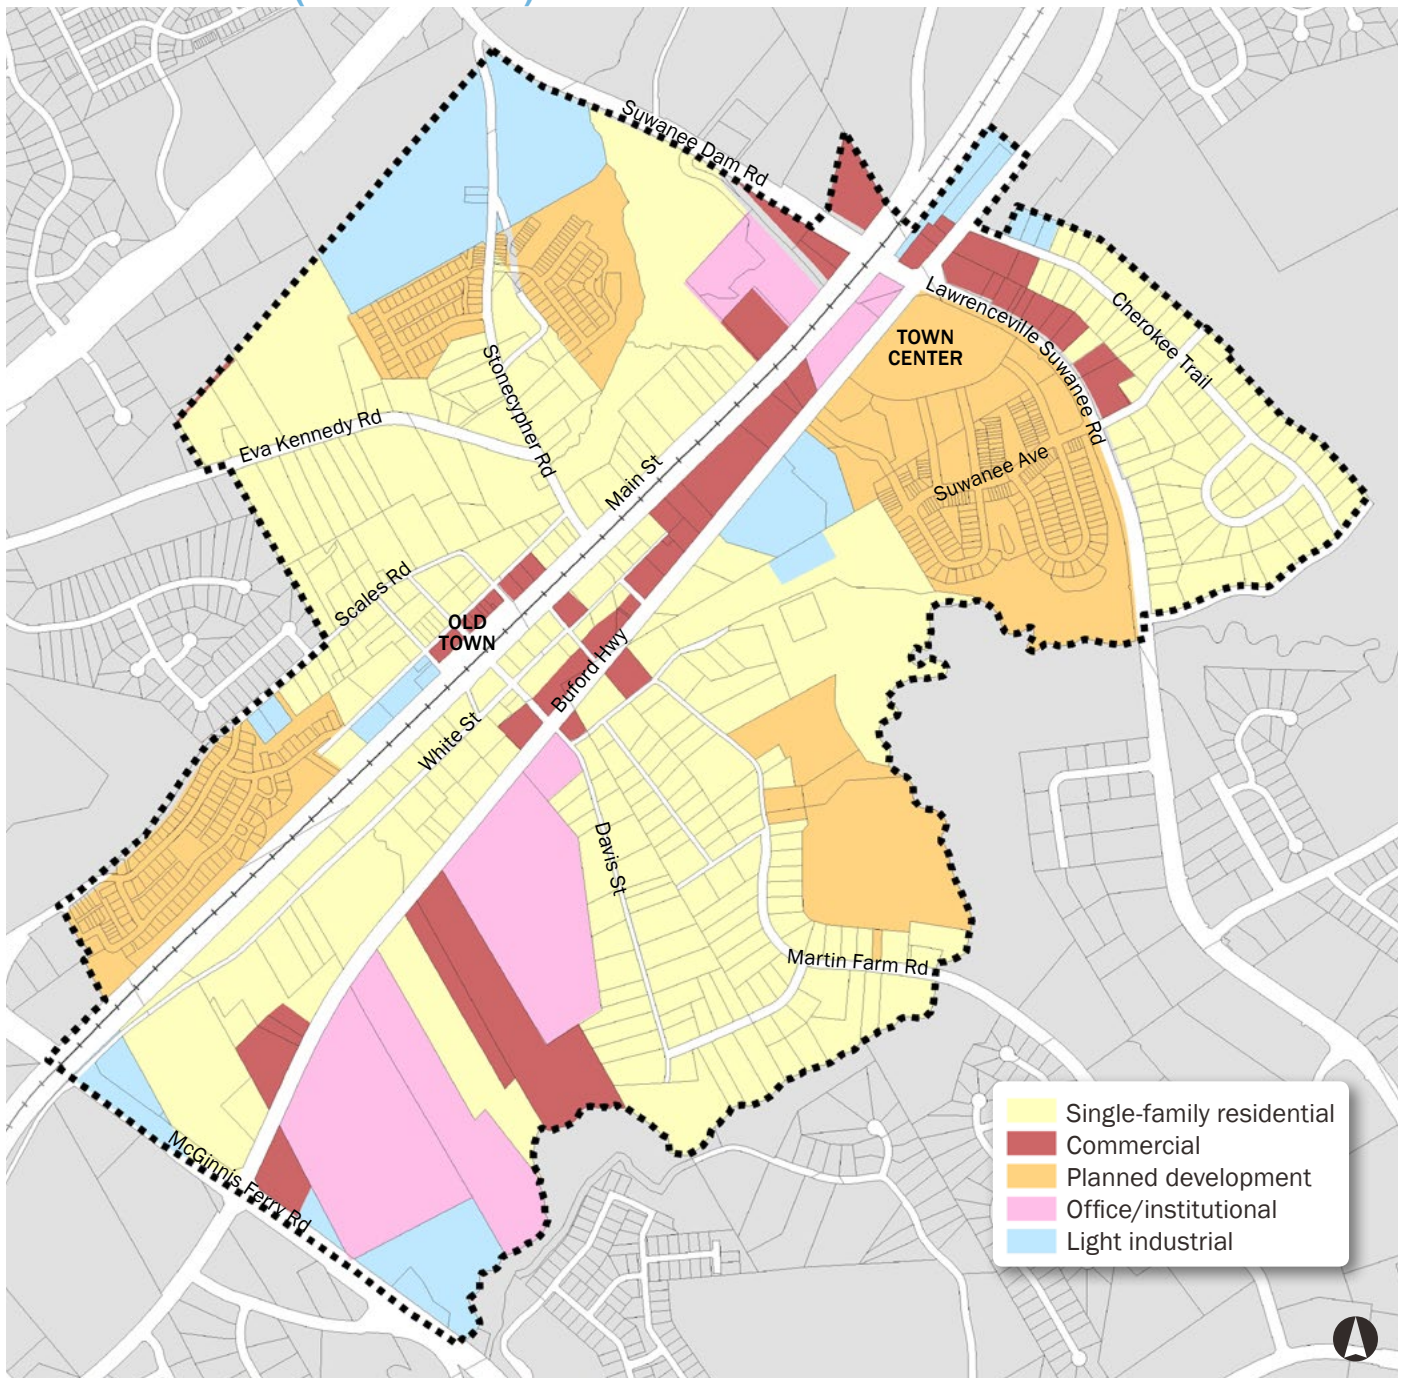 Suwanee Dam Rd
TOWN
CENTER
Lawrenceville Suwanee Rd
Cherokee Trail
Stonecypher Rd
Eva Kennedy Rd
Main St
Suwanee Ave
Scales Rd
OLD
TOWN
Buford Hwy
White St
Davis St
Martin Farm Rd
McGinnis Ferry Rd
Single-family residential
Commercial
Planned development
Office/institutional
Light industrial